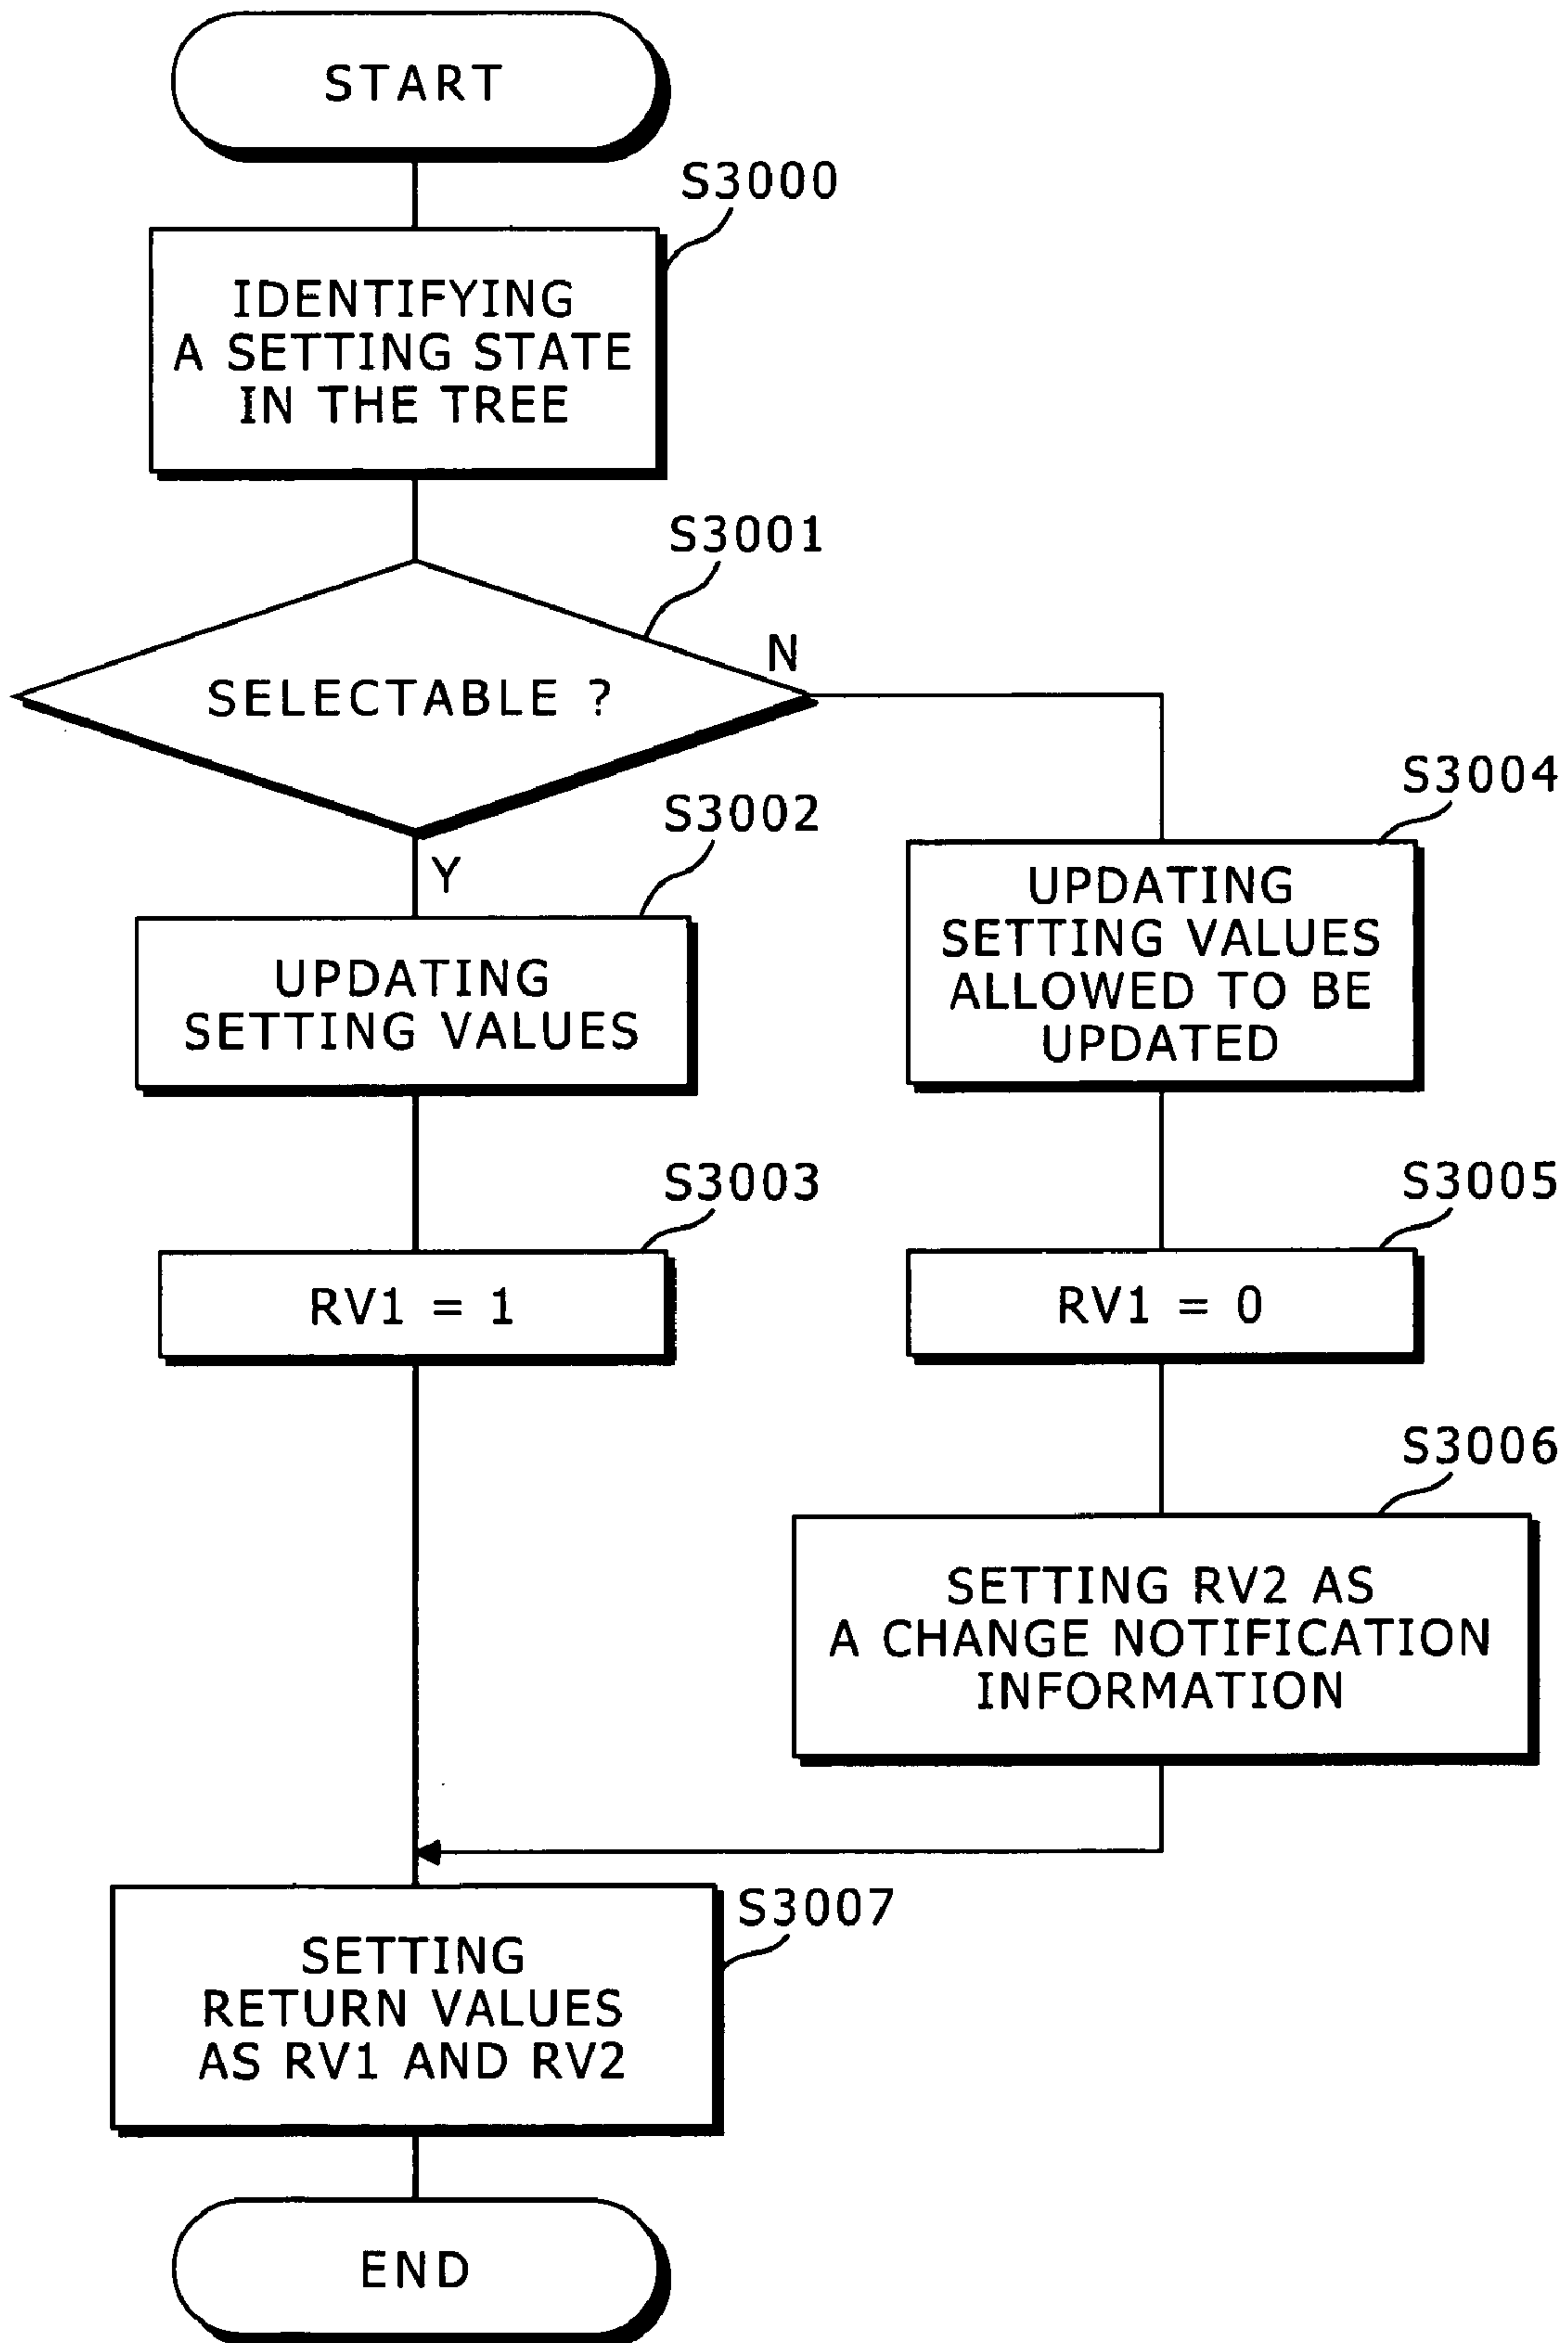 START
S3000
IDENTIFYING
A SETTING STATE
IN THE TREE
S3001
SELECTABLE ?
N
Y
S3002
UPDATING
SETTING VALUES
S3003
RV1 = 1
S3004
UPDATING
SETTING VALUES
ALLOWED TO BE
UPDATED
S3005
RV1 = 0
S3006
SETTING RV2 AS
A CHANGE NOTIFICATION
INFORMATION
S3007
SETTING
RETURN VALUES
AS RV1 AND RV2
END